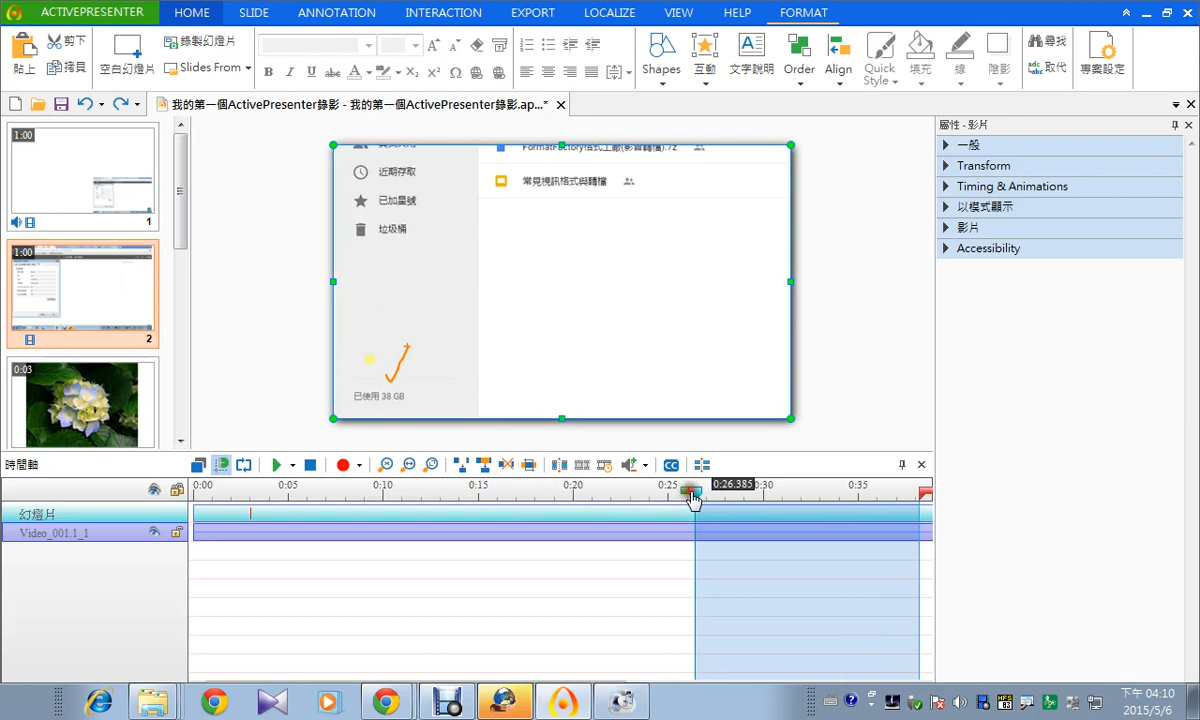 ACTIVEPRESENTER HOME SLIDE ANNOTATION INTERACTION EXPORT LOCALIZE VIEW HELP FORMAT
貼上 剪下 拷貝 空白幻燈片 錄製幻燈片 Slides From
B I U abc A X₂ X² Ω
Shapes 互動 文字說明 Order Align Quick Style 填充 線 陰影 尋找 取代 專案設定
我的第一個ActivePresenter錄影 - 我的第一個ActivePresenter錄影.ap...*
屬性 - 影片
一般
Transform
Timing & Animations
以模式顯示
影片
Accessibility
1:00
1
1:00
2
0:03
近期存取
已加星號
垃圾桶
已使用 38 GB
常見視訊格式與轉檔
時間軸
CC
0:00 0:05 0:10 0:15 0:20 0:25 0:26.385 0:30 0:35
幻燈片
Video_001.1_1
下午 04:10
2015/5/6